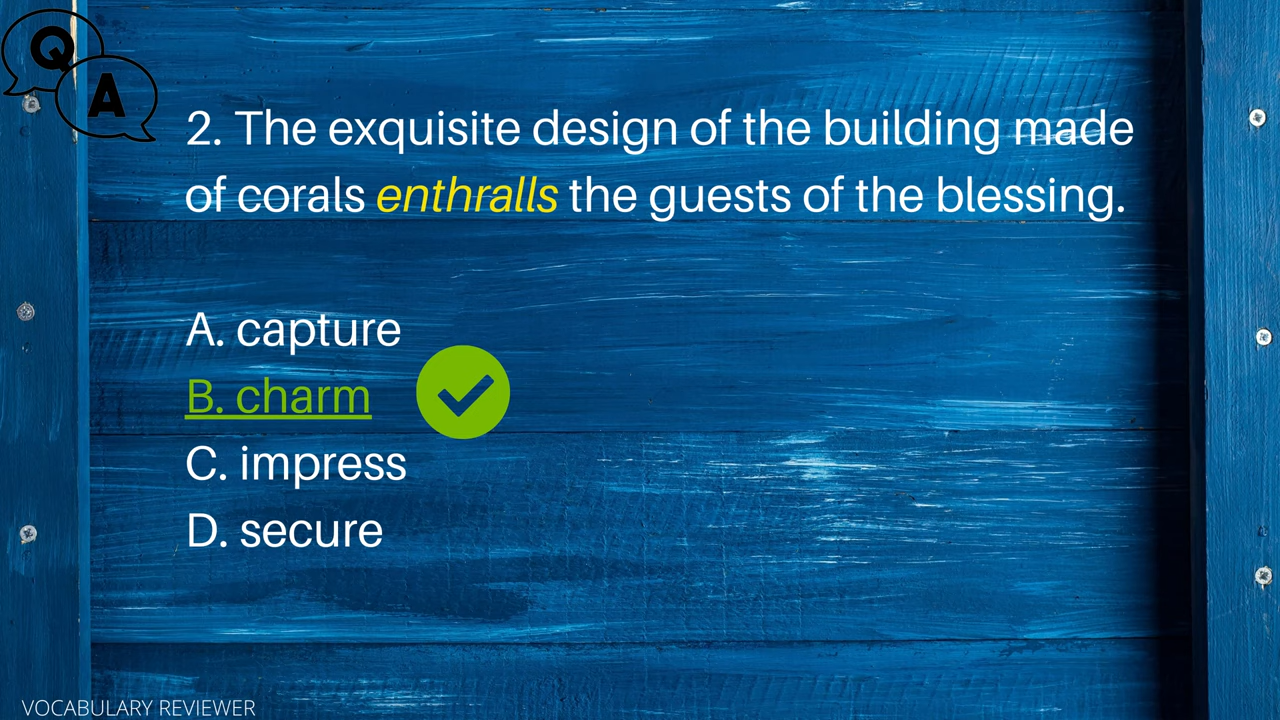 Q
A
2. The exquisite design of the building made
of corals enthralls the guests of the blessing.
A. capture
B. charm
C. impress
D. secure
VOCABULARY REVIEWER